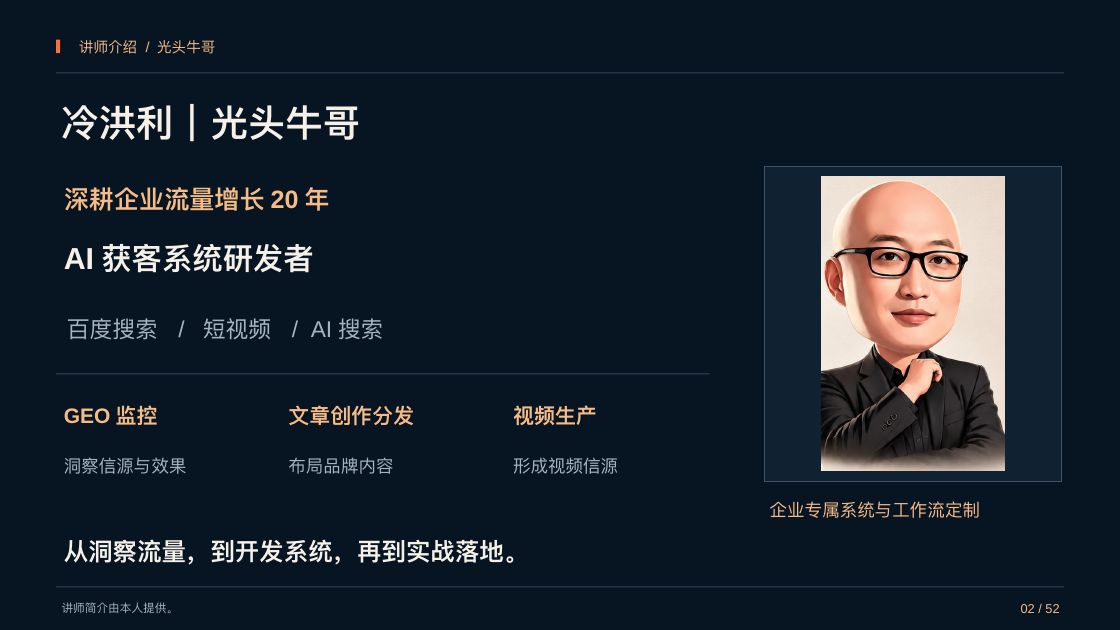 讲师介绍 / 光头牛哥
冷洪利｜光头牛哥
深耕企业流量增长 20 年
AI 获客系统研发者
百度搜索 / 短视频 / AI 搜索
GEO 监控
洞察信源与效果
文章创作分发
布局品牌内容
视频生产
形成视频信源
企业专属系统与工作流定制
从洞察流量，到开发系统，再到实战落地。
讲师简介由本人提供。
02 / 52